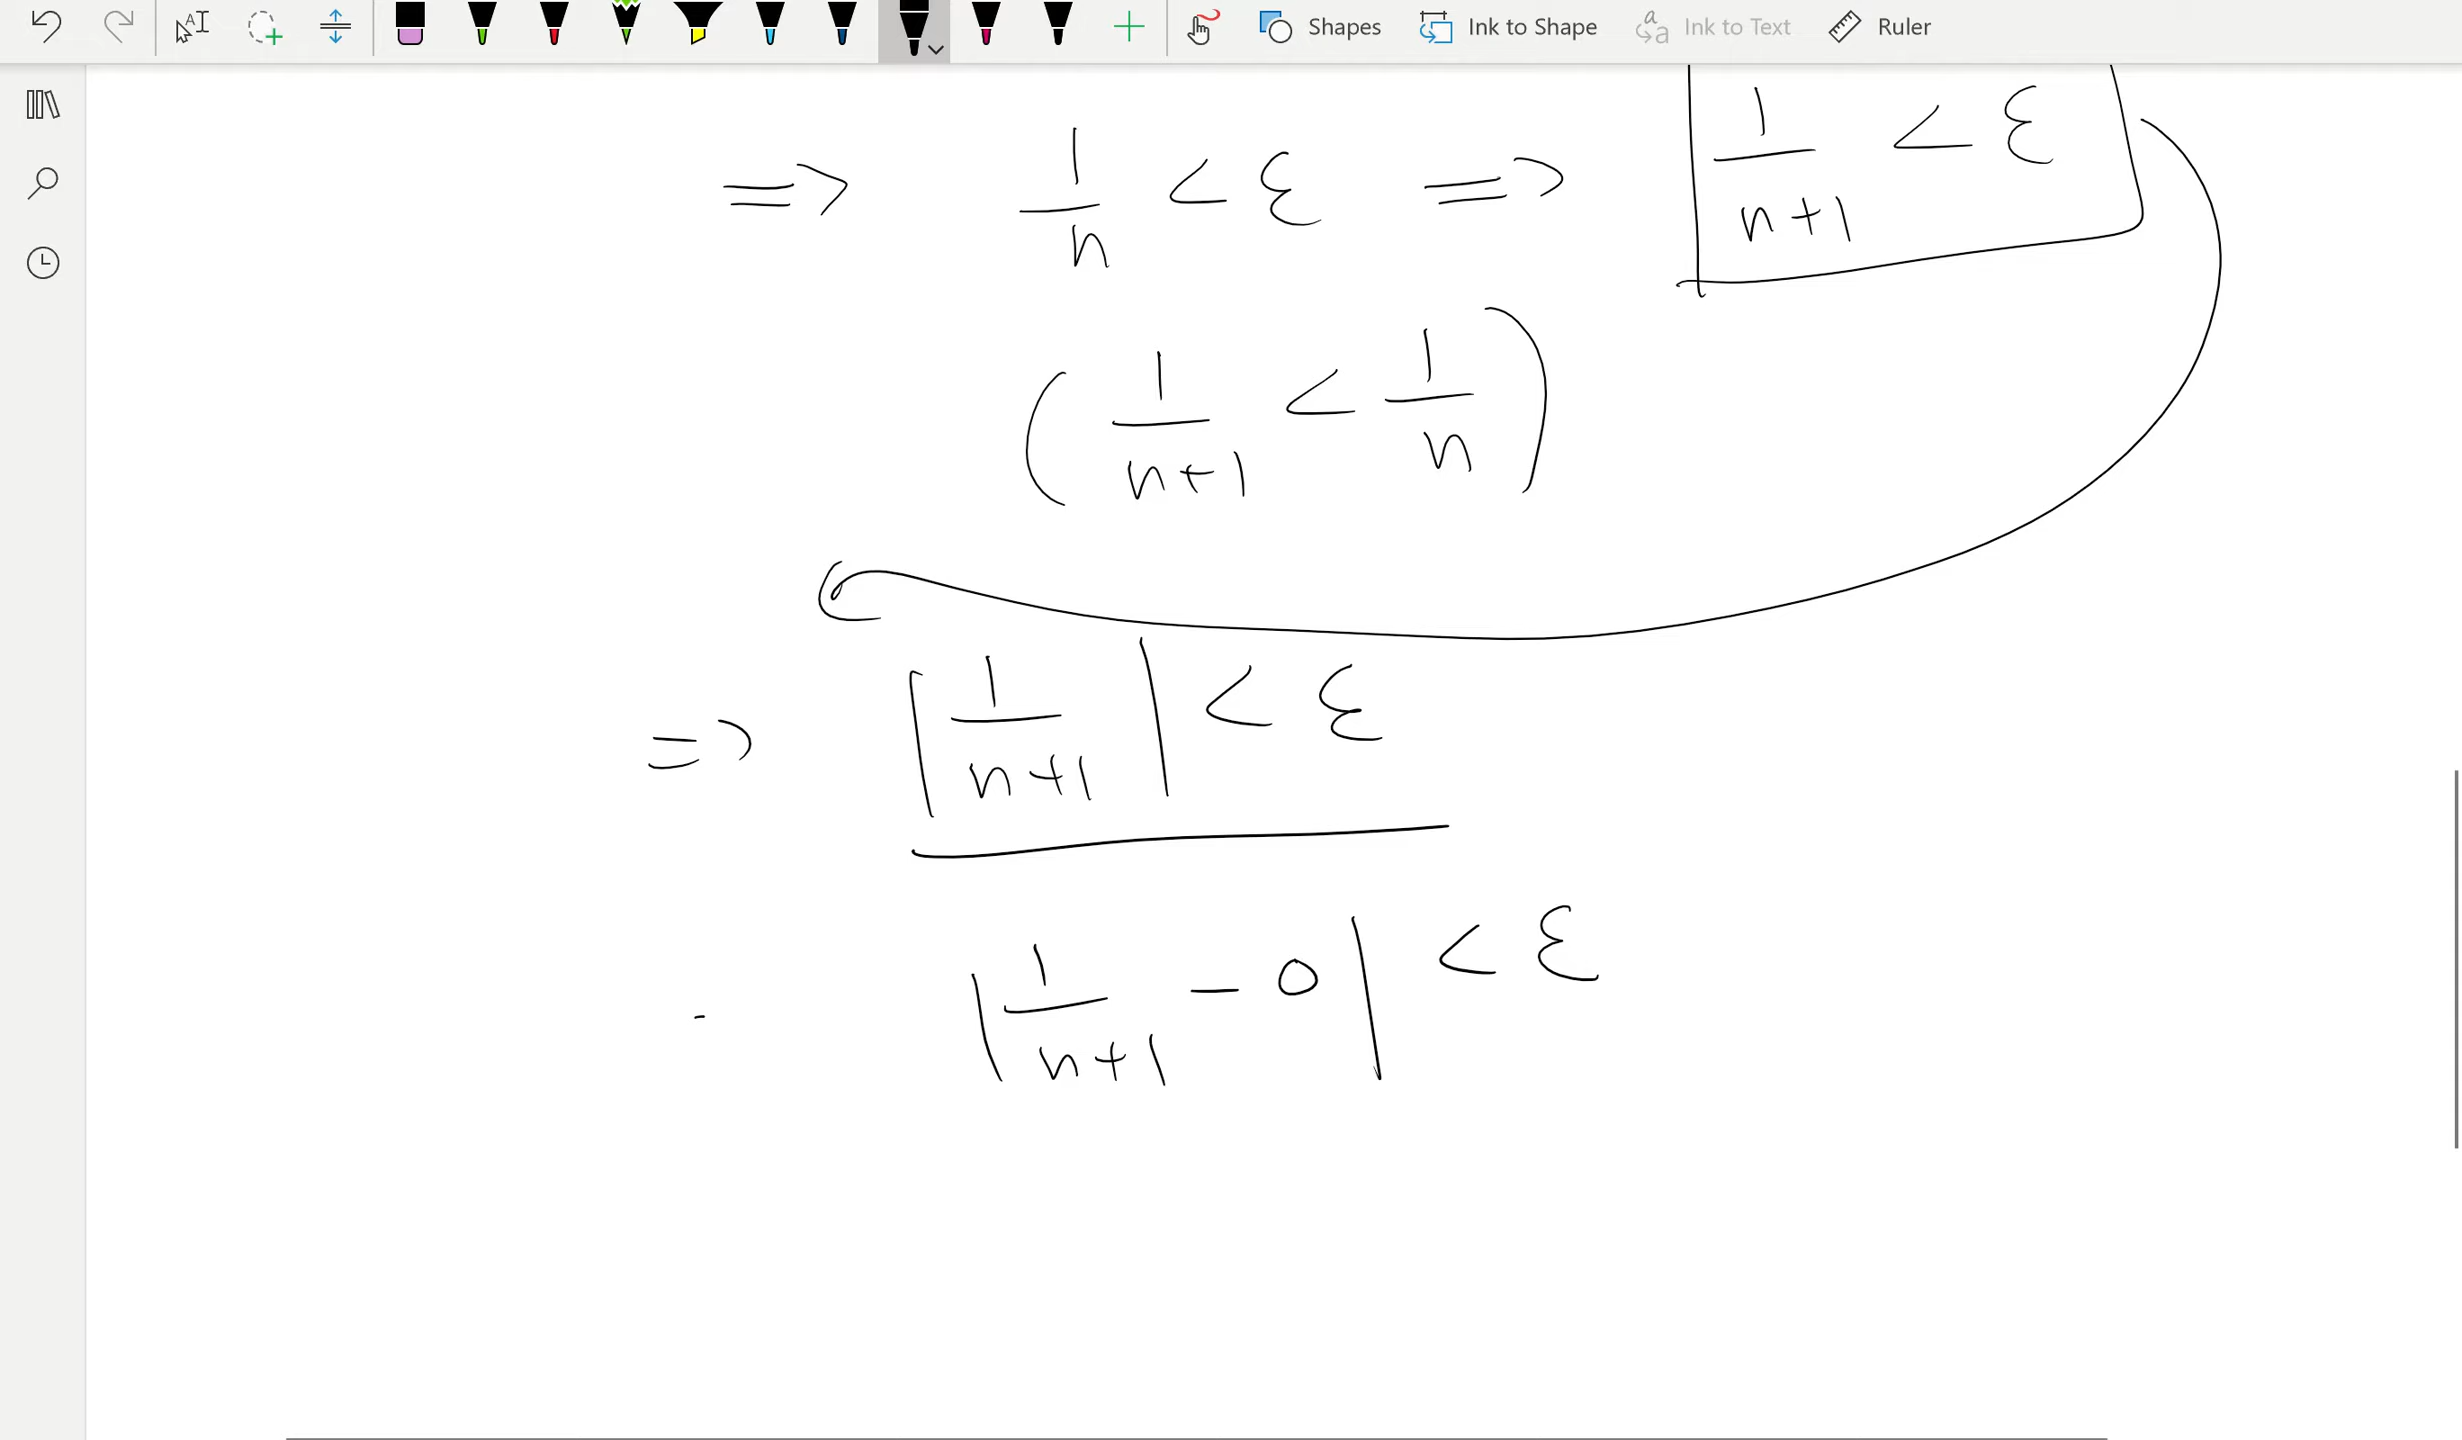 Shapes Ink to Shape Ink to Text Ruler
=> 1/n < ε => 1/(n+1) < ε
(1/(n+1) < 1/n)
=> |1/(n+1)| < ε
- |1/(n+1) - 0| < ε